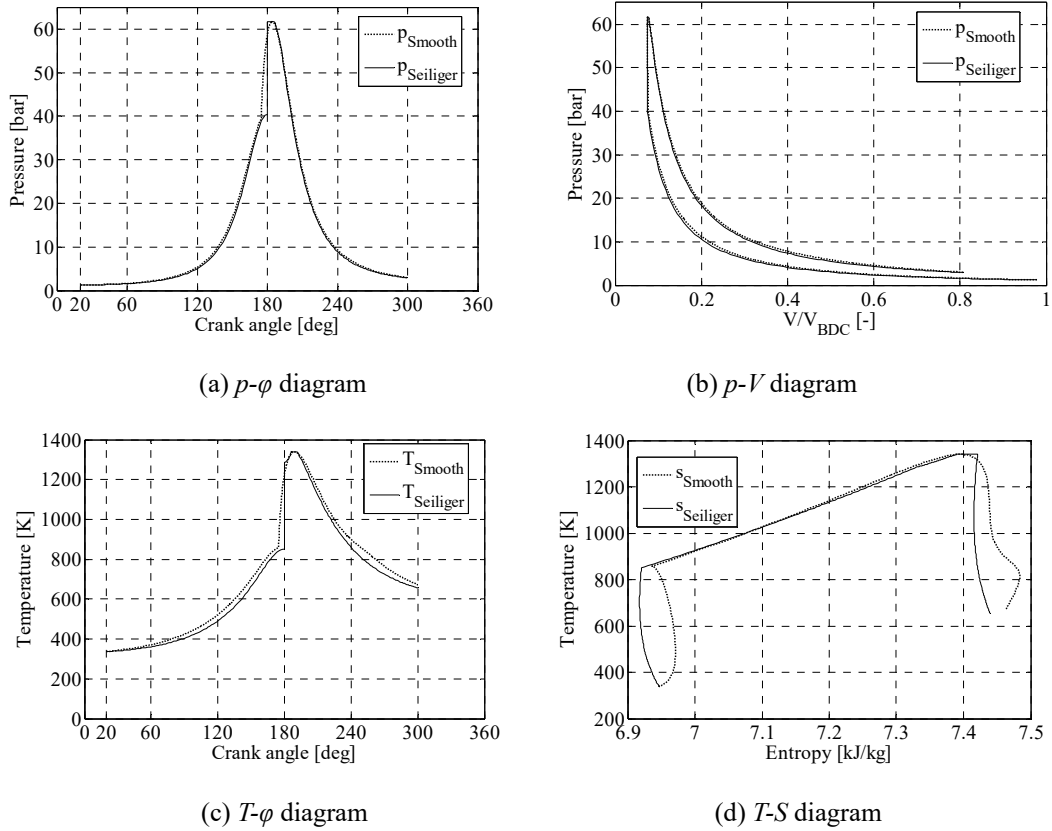 60
50
40
30
20
10
0
0 20 60 120 180 240 300 360
Pressure [bar]
Crank angle [deg]
pSmooth
pSeiliger
(a) p-φ diagram
60
50
40
30
20
10
0
0 0.2 0.4 0.6 0.8 1
Pressure [bar]
V/VBDC [-]
pSmooth
pSeiliger
(b) p-V diagram
1400
1200
1000
800
600
400
200
0
0 20 60 120 180 240 300 360
Temperature [K]
Crank angle [deg]
TSmooth
TSeiliger
(c) T-φ diagram
1400
1200
1000
800
600
400
200
6.9 7 7.1 7.2 7.3 7.4 7.5
Temperature [K]
Entropy [kJ/kg]
sSmooth
sSeiliger
(d) T-S diagram